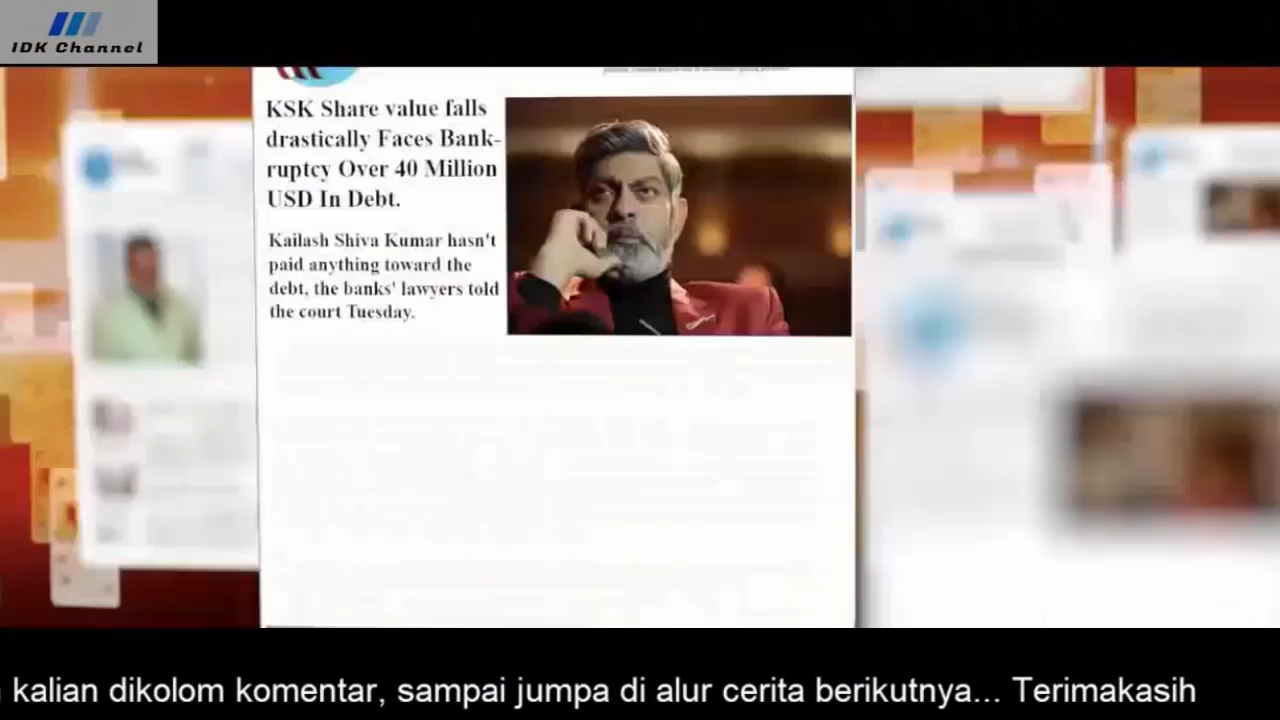 IDK Channel
KSK Share value falls
drastically Faces Bank-
ruptcy Over 40 Million
USD In Debt.
Kailash Shiva Kumar hasn't
paid anything toward the
debt, the banks' lawyers told
the court Tuesday.
kalian dikolom komentar, sampai jumpa di alur cerita berikutnya... Terimakasih